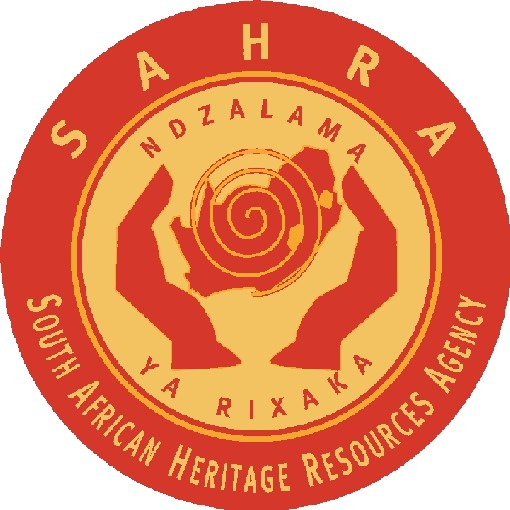 SAHRA
NDZALAMA
YA RIXAKA
SOUTH AFRICAN HERITAGE RESOURCES AGENCY